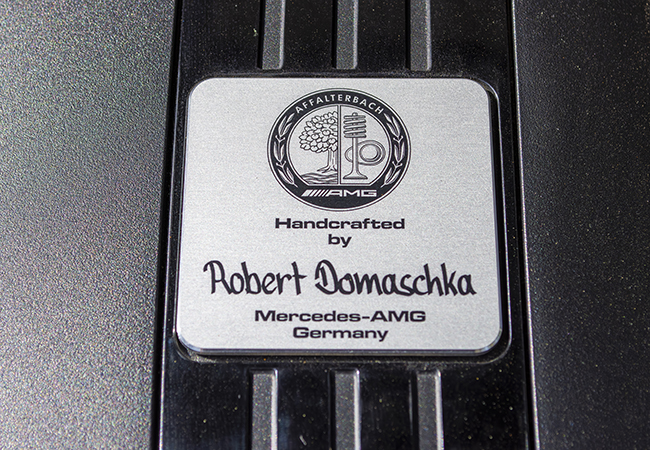 AFFALTERBACH
AMG
Handcrafted
by
Robert Domaschka
Mercedes-AMG
Germany